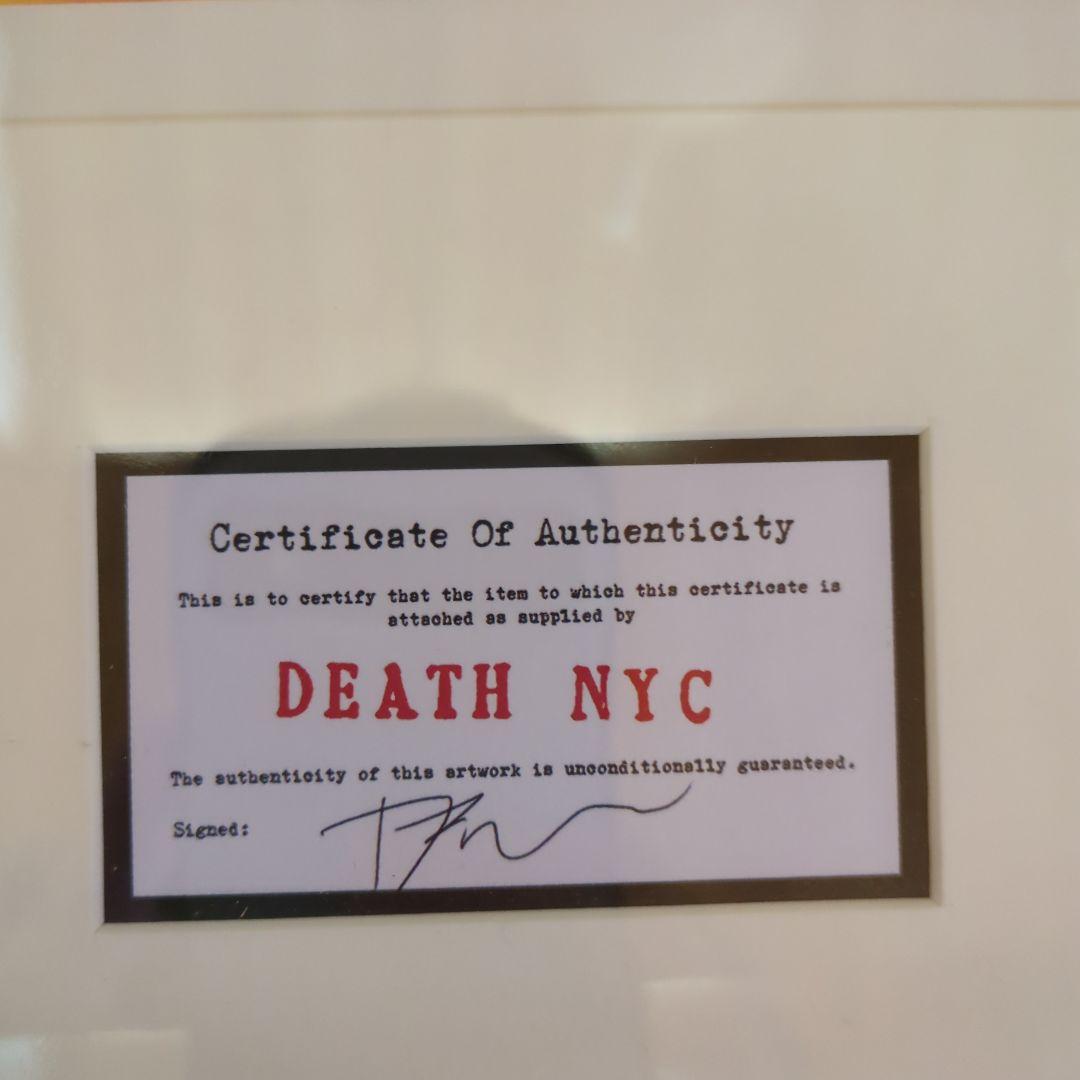 Certificate Of Authenticity
This is to certify that the item to which this certificate is
attached as supplied by
DEATH NYC
The authenticity of this artwork is unconditionally guaranteed.
Signed: